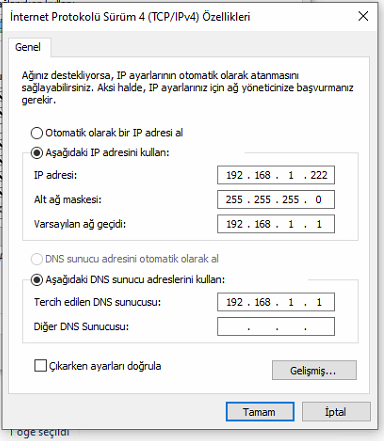 İnternet Protokolü Sürüm 4 (TCP/IPv4) Özellikleri
Genel
Ağınız destekliyorsa, IP ayarlarının otomatik olarak atanmasını
sağlayabilirsiniz. Aksi halde, IP ayarlarınız için ağ yöneticinize başvurmanız
gerekir.
Otomatik olarak bir IP adresi al
Aşağıdaki IP adresini kullan:
IP adresi: 192 . 168 . 1 . 222
Alt ağ maskesi: 255 . 255 . 255 . 0
Varsayılan ağ geçidi: 192 . 168 . 1 . 1
DNS sunucu adresini otomatik olarak al
Aşağıdaki DNS sunucu adreslerini kullan:
Tercih edilen DNS sunucusu: 192 . 168 . 1 . 1
Diğer DNS Sunucusu: . . .
Çıkarken ayarları doğrula
Gelişmiş...
Tamam İptal
1 öğe seçildi